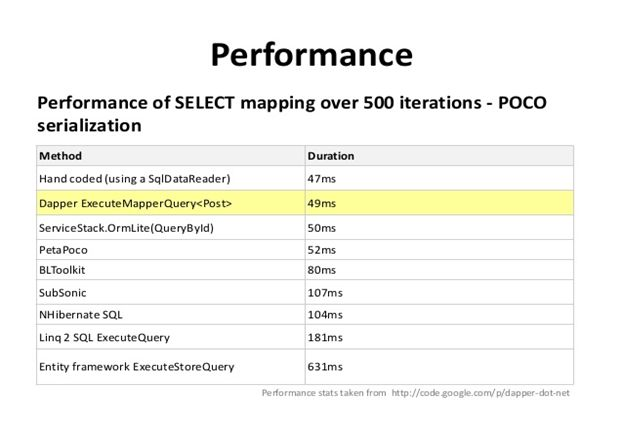 Performance
Performance of SELECT mapping over 500 iterations - POCO
serialization
Method Duration
Hand coded (using a SqlDataReader) 47ms
Dapper ExecuteMapperQuery<Post> 49ms
ServiceStack.OrmLite(QueryById) 50ms
PetaPoco 52ms
BLToolkit 80ms
SubSonic 107ms
NHibernate SQL 104ms
Linq 2 SQL ExecuteQuery 181ms
Entity framework ExecuteStoreQuery 631ms
Performance stats taken from http://code.google.com/p/dapper-dot-net